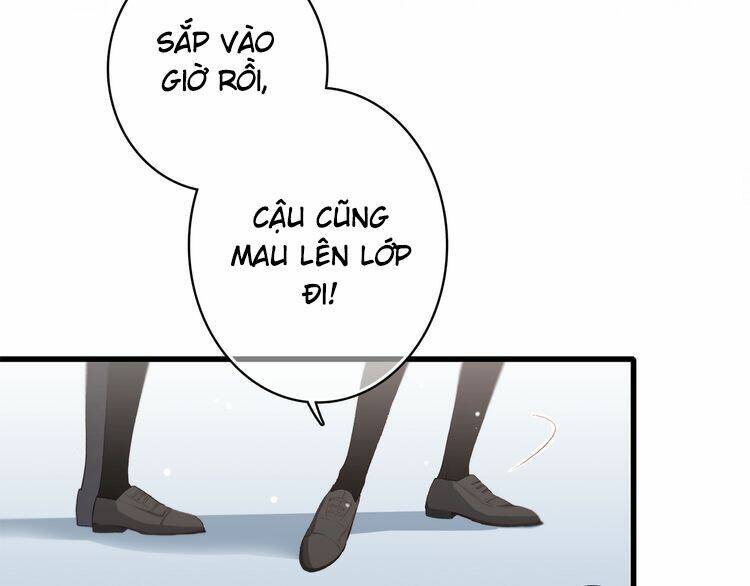 SẮP VÀO
GIỜ RỒI,
CẬU CŨNG
MAU LÊN LỚP
ĐI!